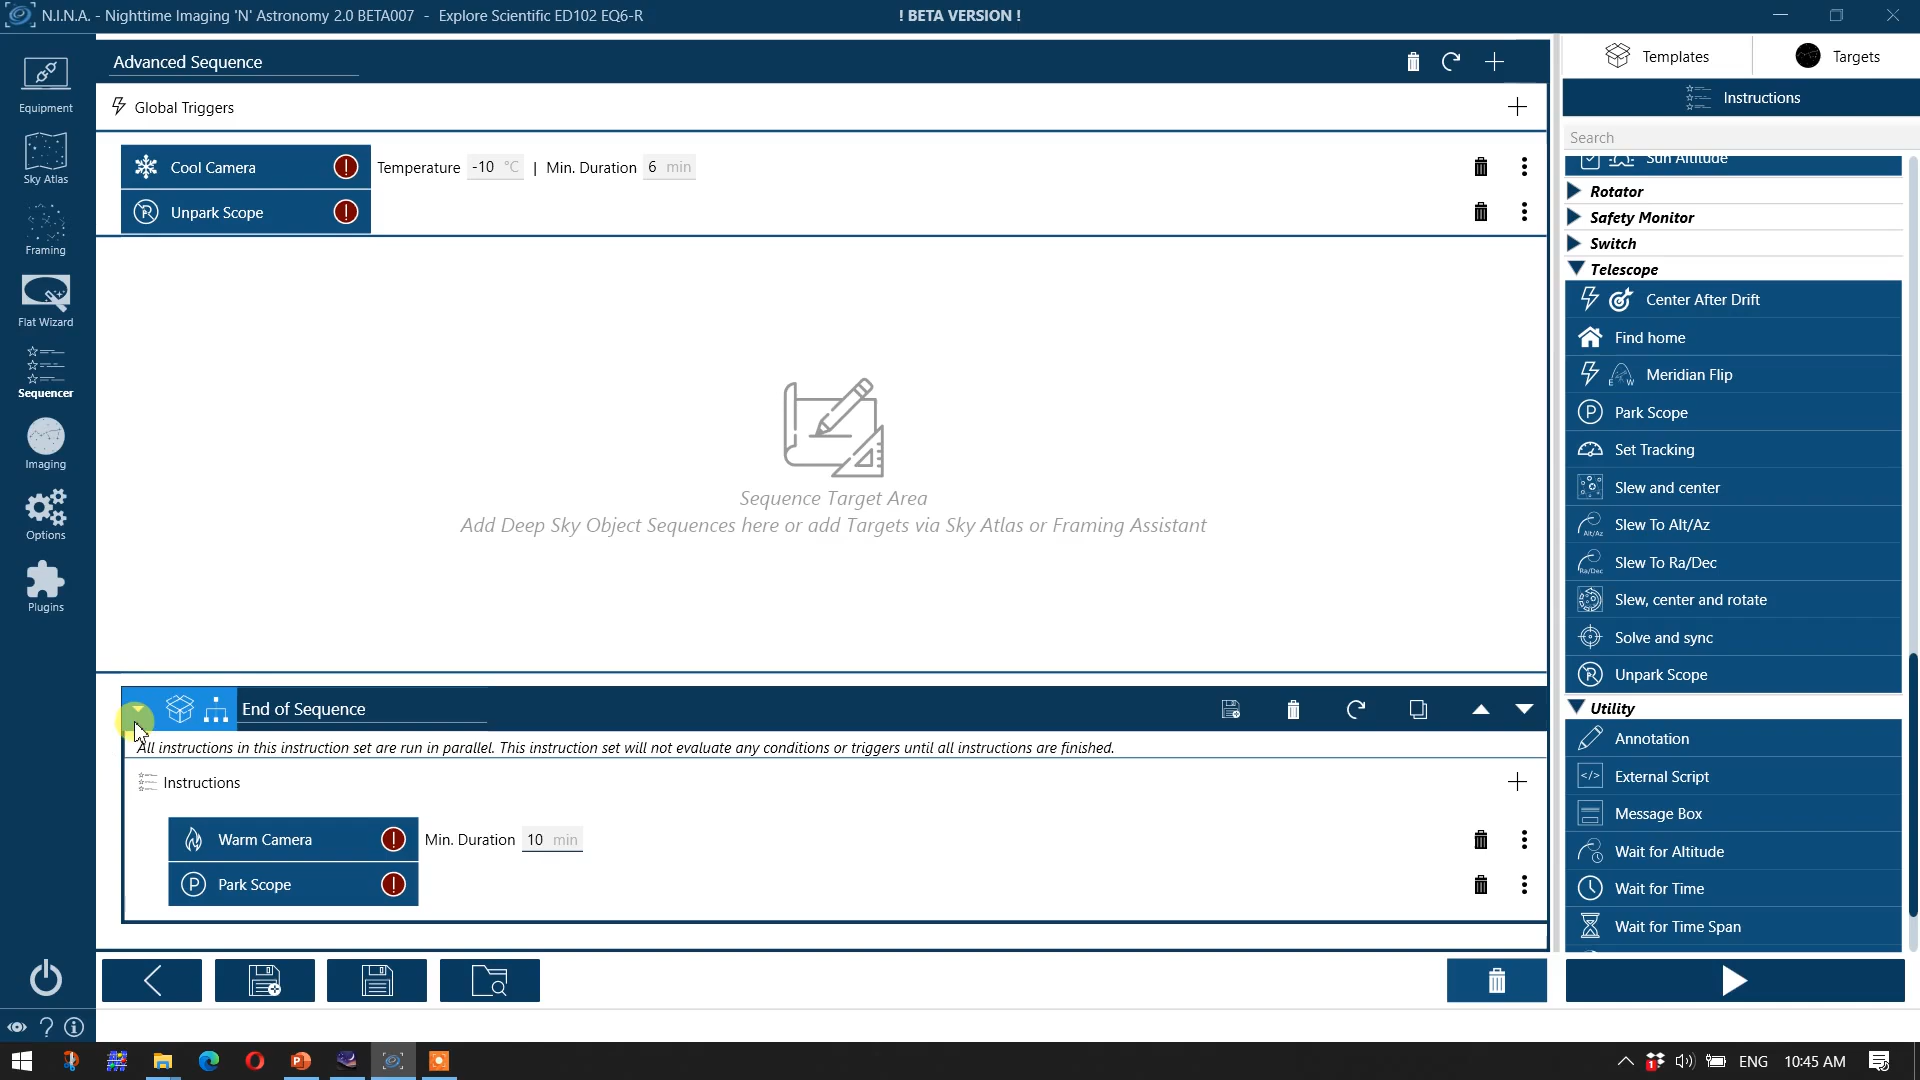 N.I.N.A. - Nighttime Imaging 'N' Astronomy 2.0 BETA007 - Explore Scientific ED102 EQ6-R
! BETA VERSION !
Advanced Sequence
Templates
Targets
Equipment
Global Triggers
Instructions
Search
Sun Altitude
Cool Camera
Temperature -10 °C | Min. Duration 6 min
Sky Atlas
Rotator
Unpark Scope
Safety Monitor
Framing
Switch
Telescope
Center After Drift
Flat Wizard
Find home
Meridian Flip
Sequencer
Park Scope
Set Tracking
Imaging
Slew and center
Sequence Target Area
Add Deep Sky Object Sequences here or add Targets via Sky Atlas or Framing Assistant
Slew To Alt/Az
Alt/Az
Options
Slew To Ra/Dec
Ra/Dec
Slew, center and rotate
Plugins
Solve and sync
Unpark Scope
End of Sequence
Utility
All instructions in this instruction set are run in parallel. This instruction set will not evaluate any conditions or triggers until all instructions are finished.
Annotation
Instructions
External Script
Message Box
Warm Camera
Min. Duration 10 min
Wait for Altitude
Park Scope
Wait for Time
Wait for Time Span
ENG
10:45 AM